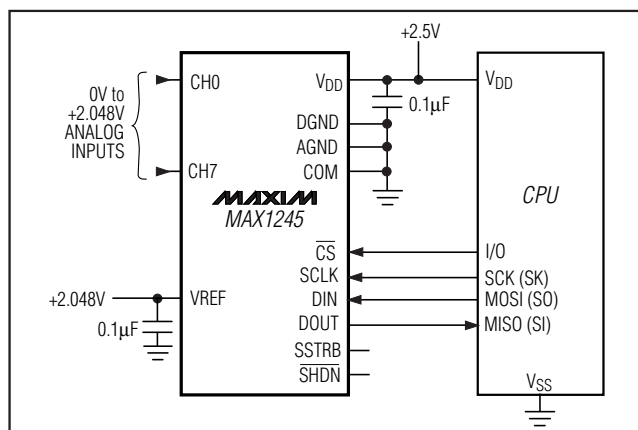 +2.5V
0V to
+2.048V
ANALOG
INPUTS
CH0
CH7
VDD
0.1µF
DGND
AGND
COM
MAXIM
MAX1245
CS
SCLK
DIN
DOUT
SSTRB
SHDN
+2.048V
VREF
0.1µF
VDD
CPU
I/O
SCK (SK)
MOSI (SO)
MISO (SI)
VSS